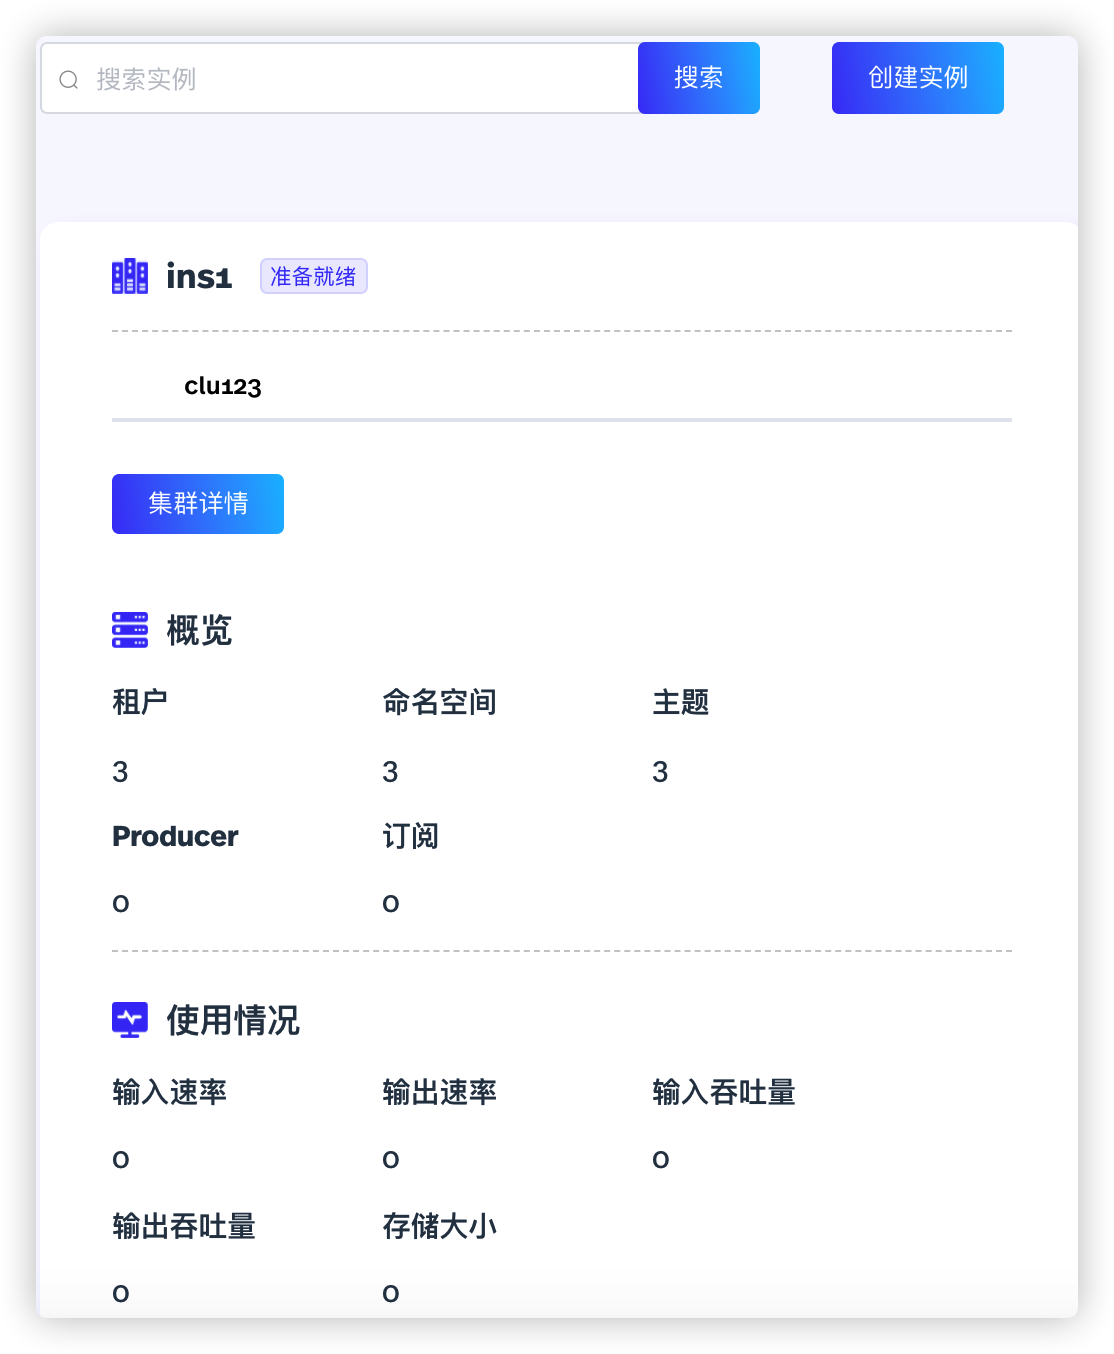 搜索实例 搜索 创建实例
ins1 准备就绪
clu123
集群详情
概览
租户 命名空间 主题
3 3 3
Producer 订阅
0 0
使用情况
输入速率 输出速率 输入吞吐量
0 0 0
输出吞吐量 存储大小
0 0